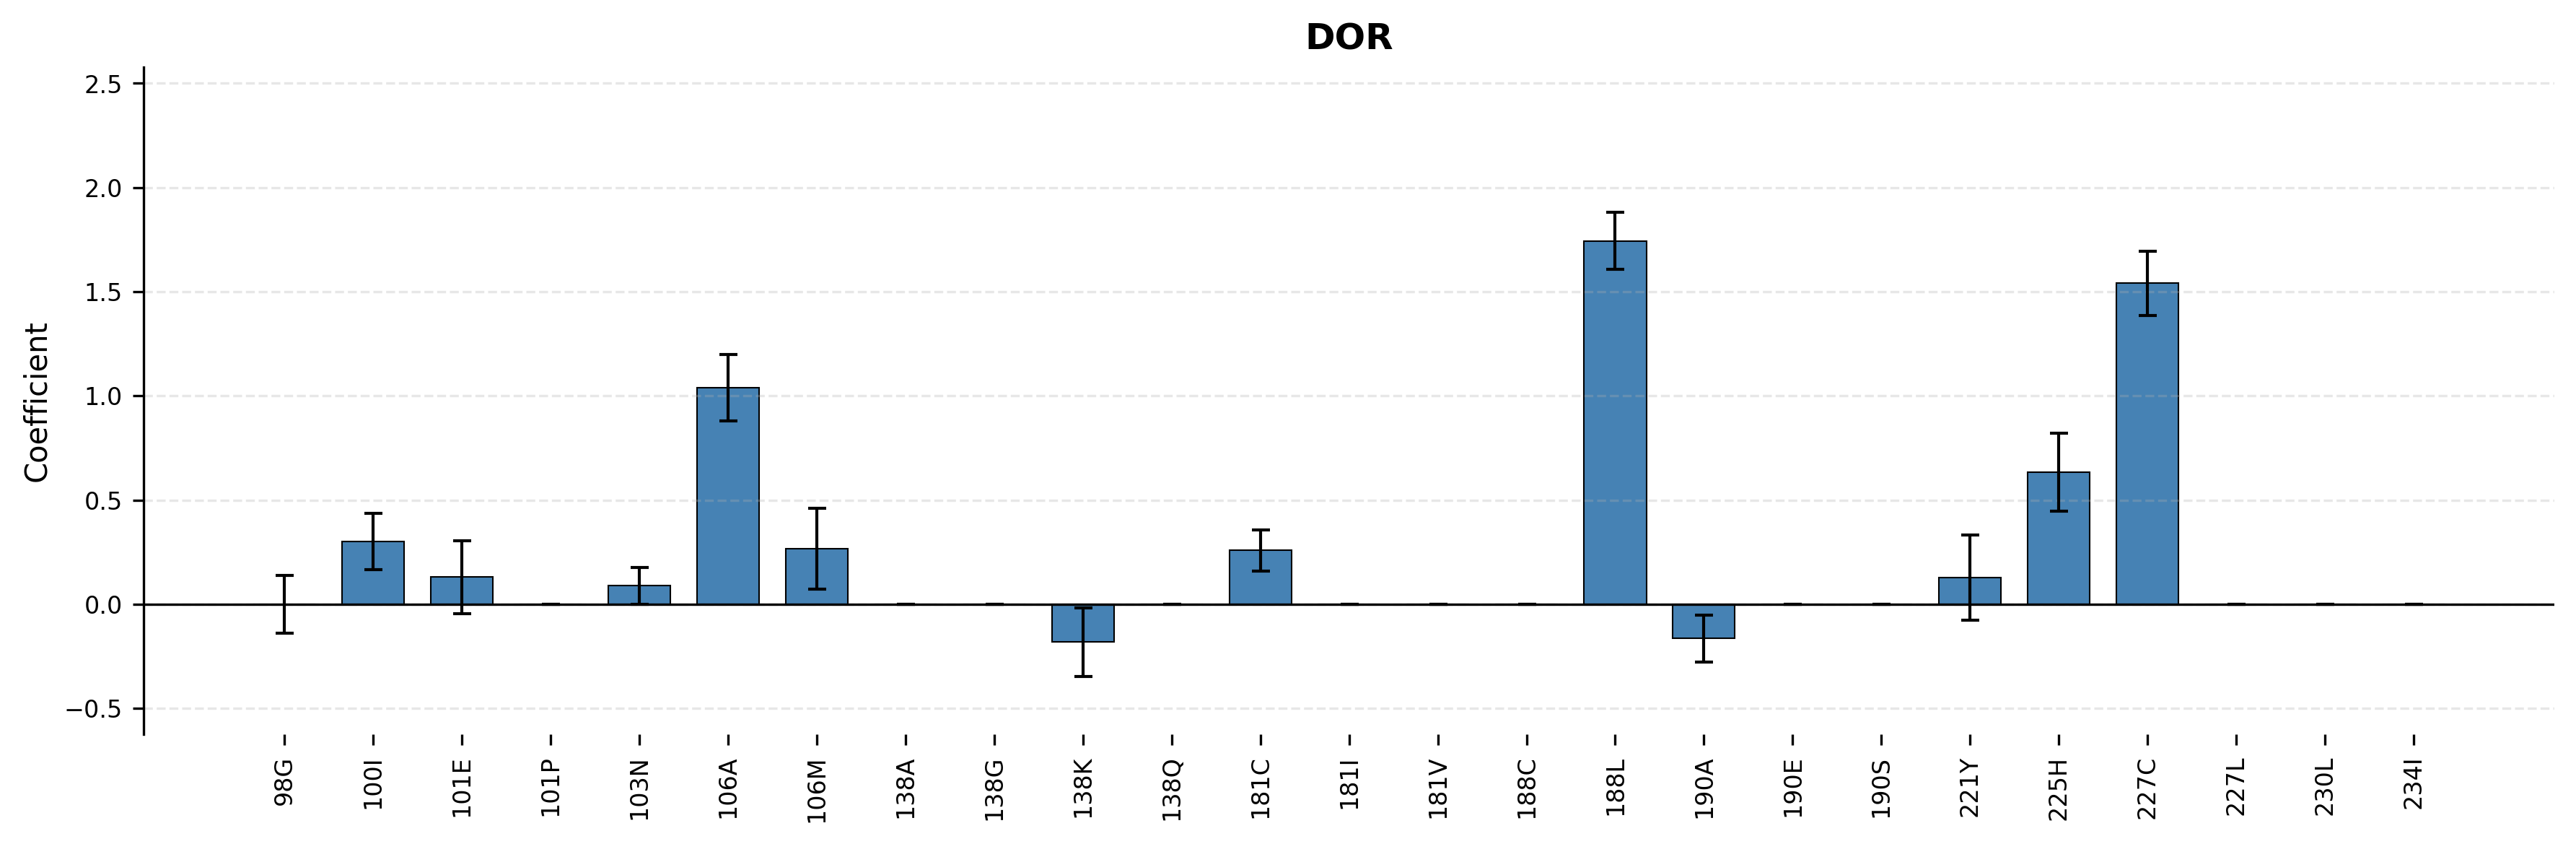 DOR
Coefficient
2.5
2.0
1.5
1.0
0.5
0.0
−0.5
98G
100I
101E
101P
103N
106A
106M
138A
138G
138K
138Q
181C
181I
181V
188C
188L
190A
190E
190S
221Y
225H
227C
227L
230L
234I